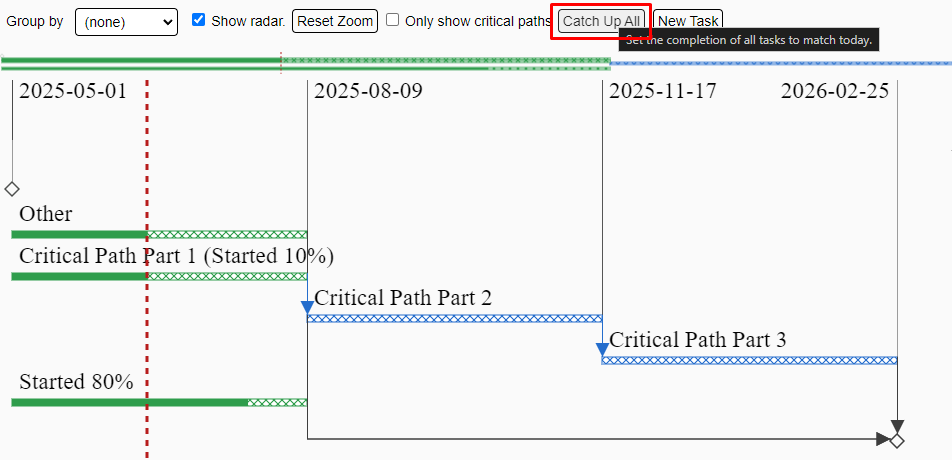 Group by (none) Show radar. Reset Zoom Only show critical paths Catch Up All New Task
Set the completion of all tasks to match today.
2025-05-01 2025-08-09 2025-11-17 2026-02-25
Other
Critical Path Part 1 (Started 10%)
Critical Path Part 2
Critical Path Part 3
Started 80%